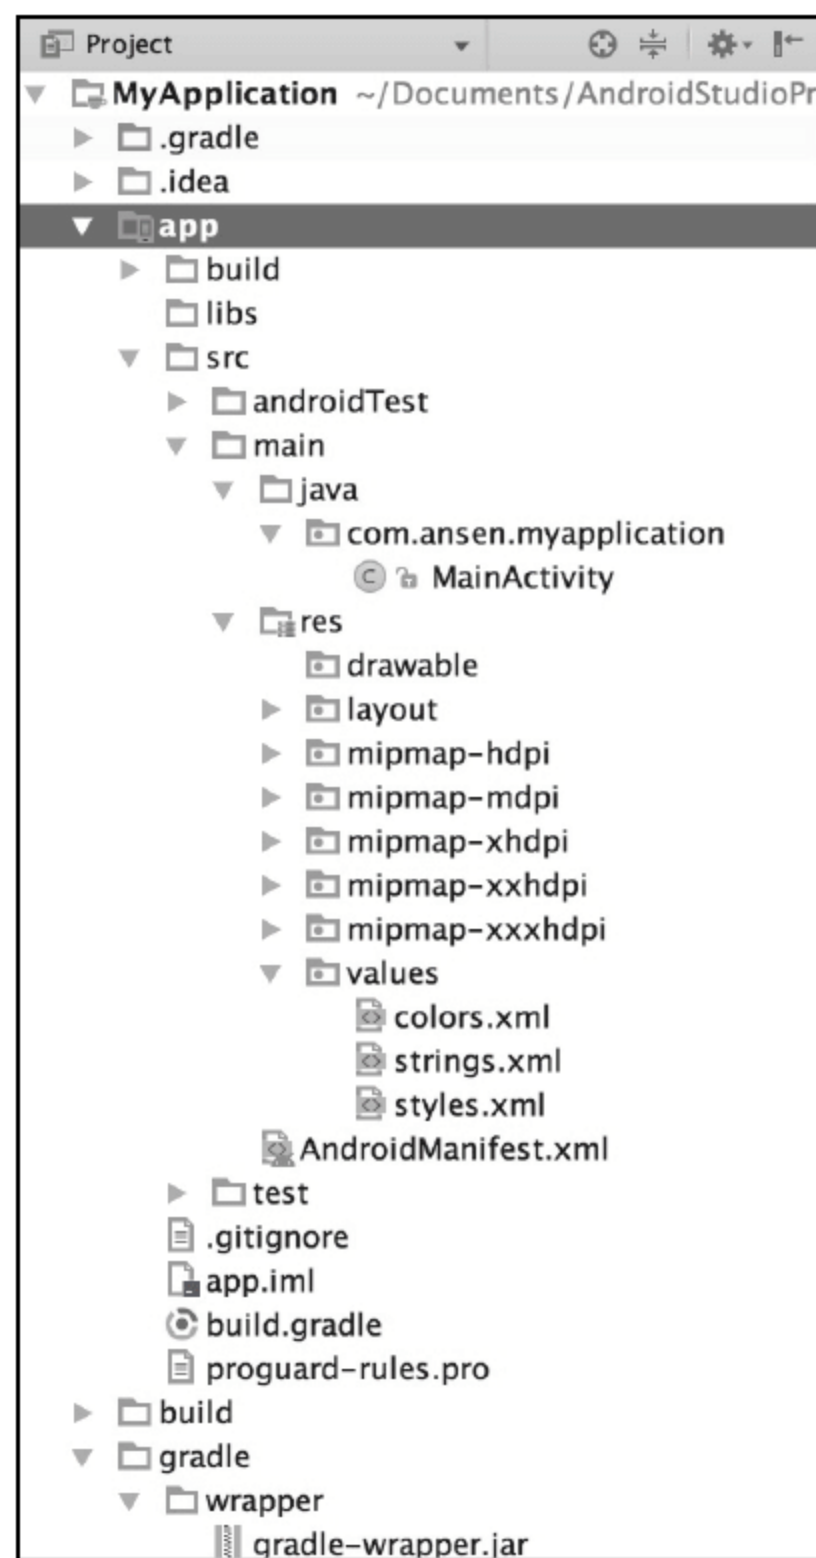 Project
MyApplication ~/Documents/AndroidStudioPr
.gradle
.idea
app
build
libs
src
androidTest
main
java
com.ansen.myapplication
C MainActivity
res
drawable
layout
mipmap-hdpi
mipmap-mdpi
mipmap-xhdpi
mipmap-xxhdpi
mipmap-xxxhdpi
values
colors.xml
strings.xml
styles.xml
AndroidManifest.xml
test
.gitignore
app.iml
build.gradle
proguard-rules.pro
build
gradle
wrapper
gradle-wrapper.jar